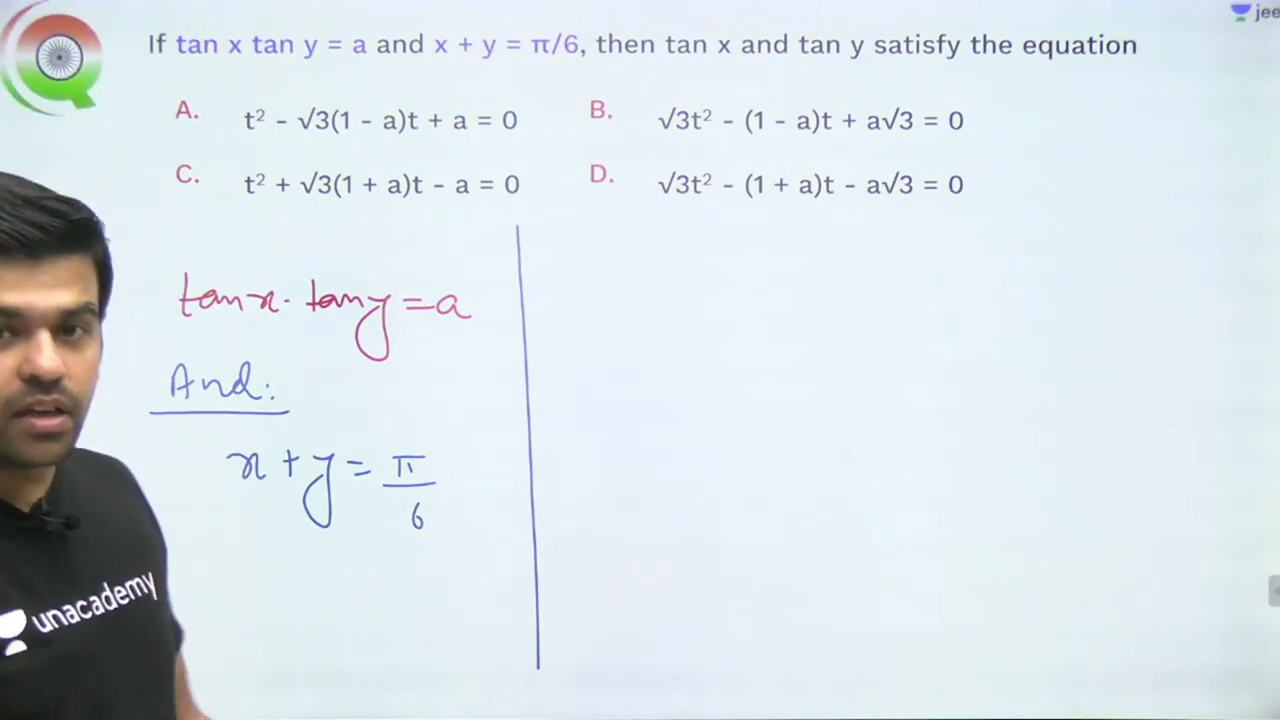 jee
If tan x tan y = a and x + y = π/6, then tan x and tan y satisfy the equation
A. t² - √3(1 - a)t + a = 0
B. √3t² - (1 - a)t + a√3 = 0
C. t² + √3(1 + a)t - a = 0
D. √3t² - (1 + a)t - a√3 = 0
tan x · tan y = a
And:
x + y = π/6
unacademy